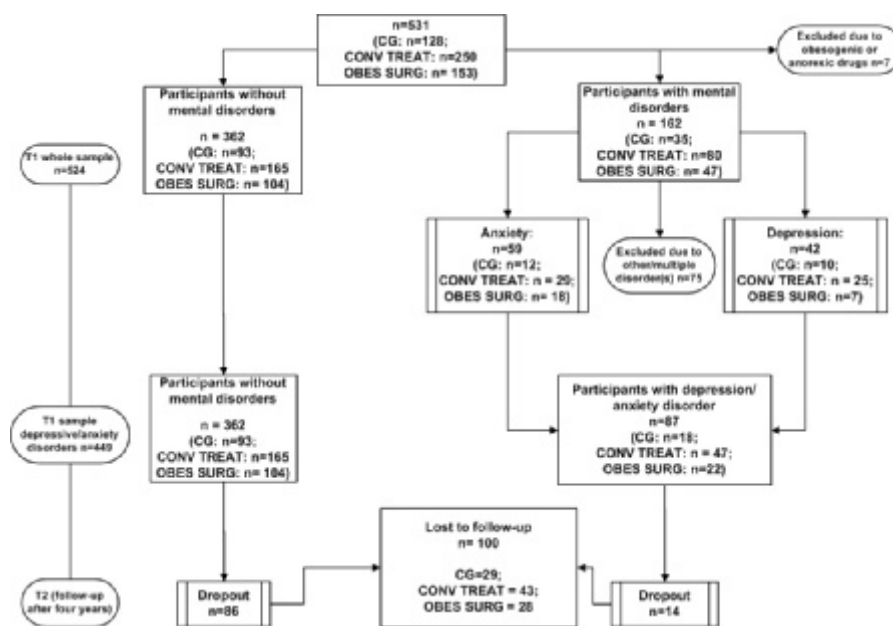 n=531
(CG: n=128;
CONV TREAT: n=250
OBES SURG: n= 153)
Excluded due to
obesogenic or
anorexic drugs n=7
Participants without
mental disorders
n = 362
(CG: n=93;
CONV TREAT: n=165
OBES SURG: n= 104)
Participants with mental
disorders
n = 162
(CG: n=35;
CONV TREAT: n=80
OBES SURG: n= 47)
T1 whole sample
n=524
Anxiety:
n=59
(CG: n=12;
CONV TREAT: n = 29;
OBES SURG: n= 18)
Excluded due to
other/multiple
disorder(s) n=75
Depression:
n=42
(CG: n=10;
CONV TREAT: n = 25;
OBES SURG: n=7)
Participants without
mental disorders
n = 362
(CG: n=93;
CONV TREAT: n=165
OBES SURG: n= 104)
Participants with depression/
anxiety disorder
n=87
(CG: n=18;
CONV TREAT: n = 47;
OBES SURG: n=22)
T1 sample
depressive/anxiety
disorders n=449
Lost to follow-up
n= 100
CG=29;
CONV TREAT = 43;
OBES SURG = 28
T2 (follow-up
after four years)
Dropout
n=86
Dropout
n=14